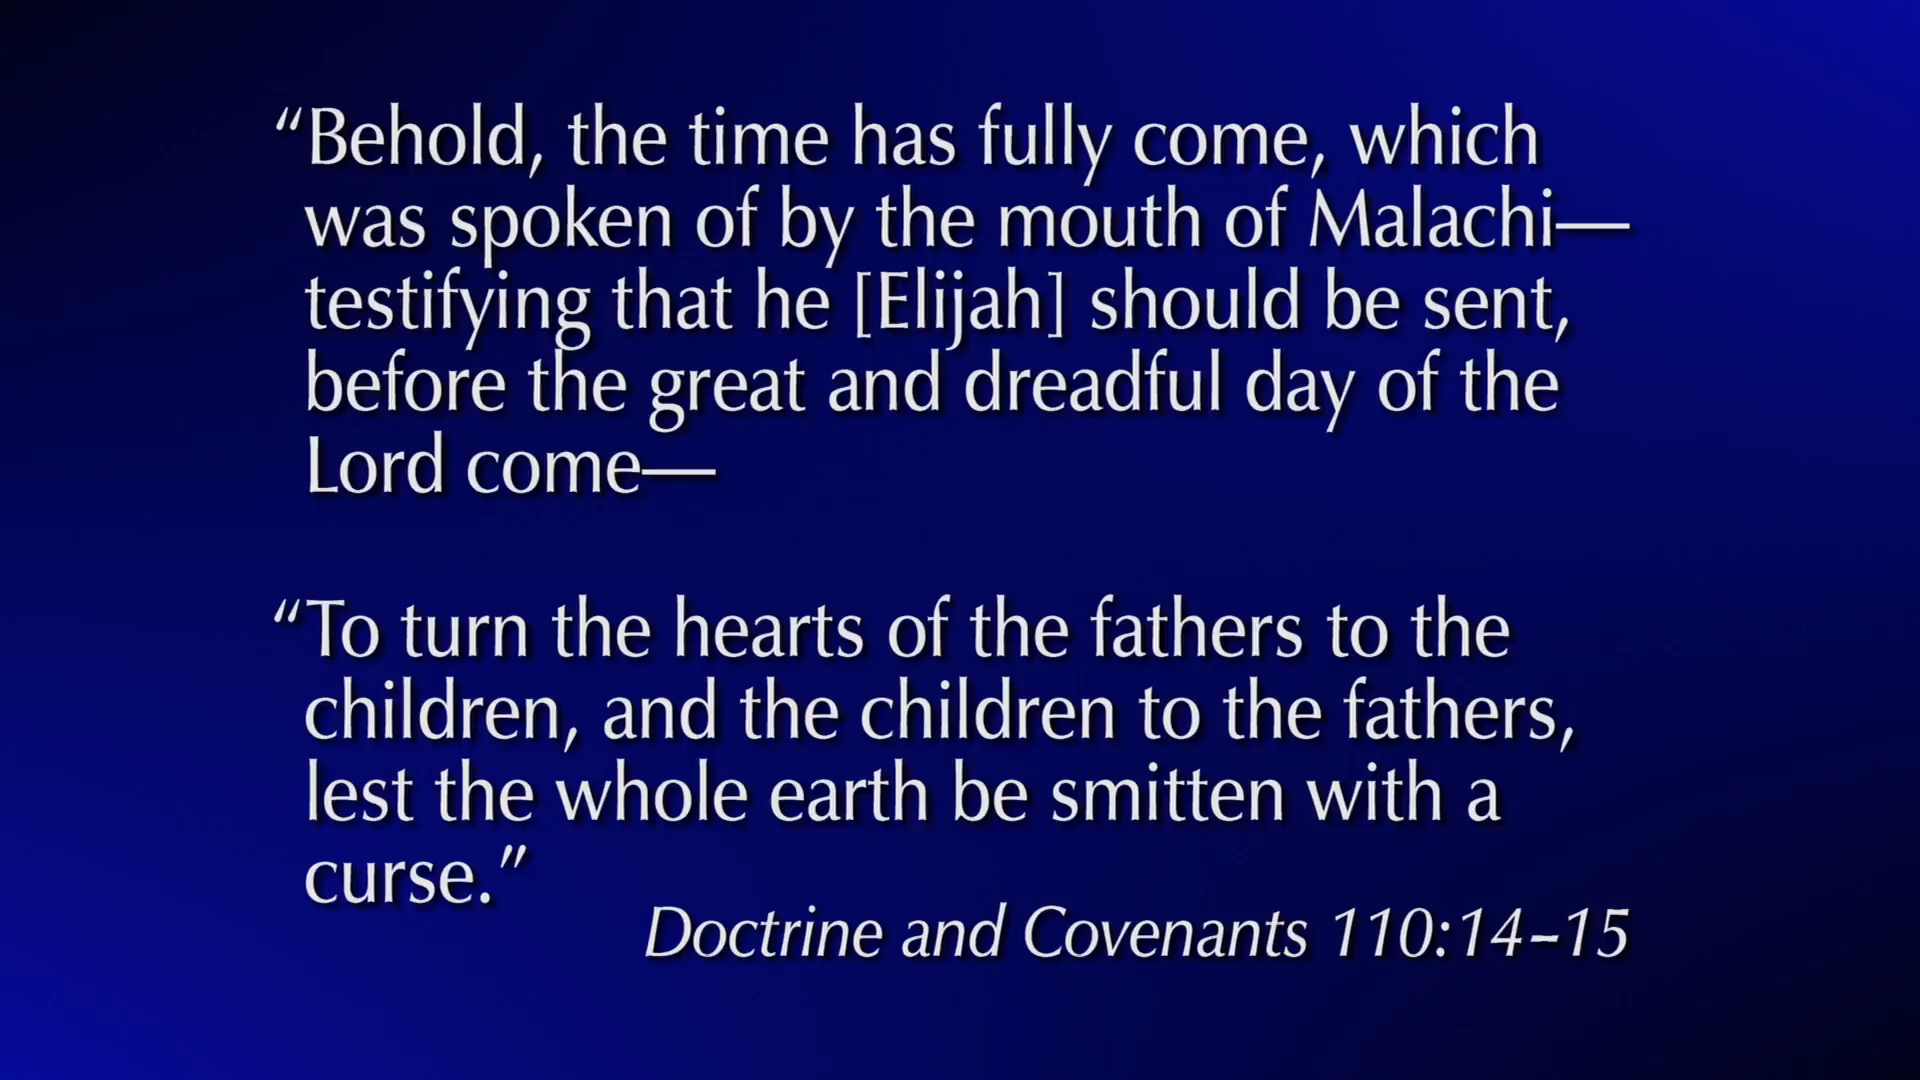 “Behold, the time has fully come, which
was spoken of by the mouth of Malachi—
testifying that he [Elijah] should be sent,
before the great and dreadful day of the
Lord come—
“To turn the hearts of the fathers to the
children, and the children to the fathers,
lest the whole earth be smitten with a
curse.”
Doctrine and Covenants 110:14–15